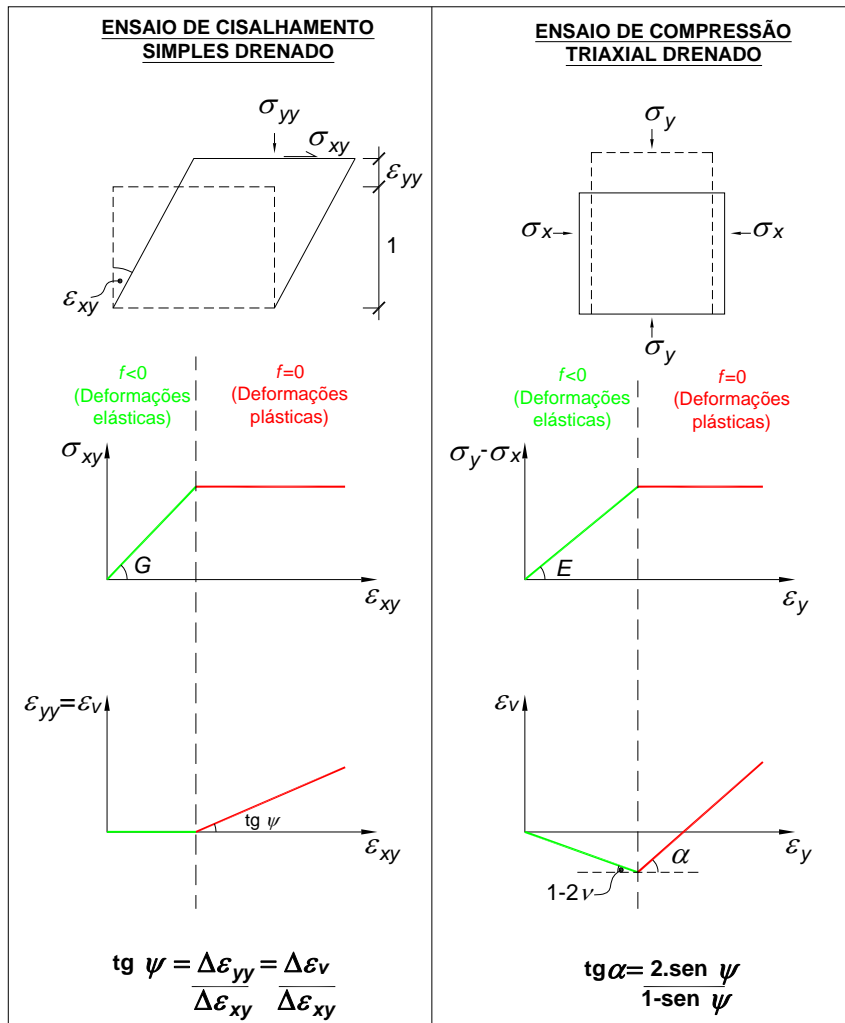 ENSAIO DE CISALHAMENTO
SIMPLES DRENADO
σyy
σxy
εyy
1
εxy
f<0
(Deformações
elásticas)
f=0
(Deformações
plásticas)
σxy
G
εxy
εyy=εv
tg ψ
εxy
tg ψ = Δεyy = Δεv
Δεxy Δεxy
ENSAIO DE COMPRESSÃO
TRIAXIAL DRENADO
σy
σx
σx
σy
f<0
(Deformações
elásticas)
f=0
(Deformações
plásticas)
σy-σx
E
εy
εv
α
εy
1-2ν
tgα= 2.sen ψ
1-sen ψ